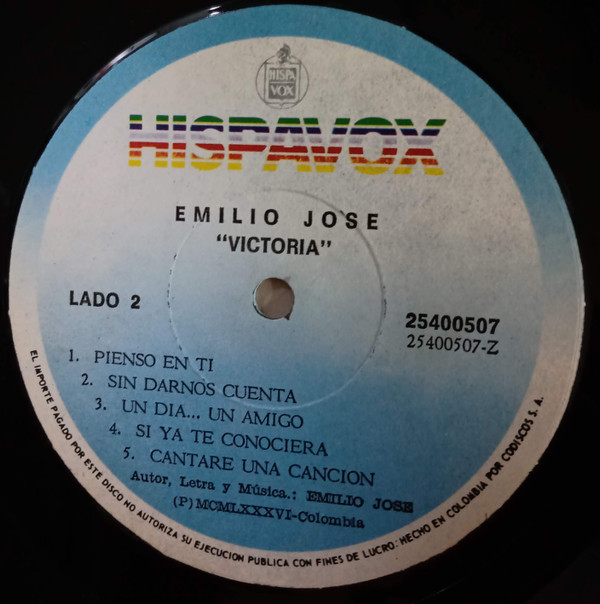 HISPA
VOX
HISPAVOX
EMILIO JOSE
"VICTORIA"
LADO 2
25400507
25400507-Z
1. PIENSO EN TI
2. SIN DARNOS CUENTA
3. UN DIA... UN AMIGO
4. SI YA TE CONOCIERA
5. CANTARE UNA CANCION
Autor, Letra y Música.: EMILIO JOSE
(P) MCMLXXXVI-Colombia
EL IMPORTE PAGADO POR ESTE DISCO NO AUTORIZA SU EJECUCION PUBLICA CON FINES DE LUCRO: HECHO EN COLOMBIA POR CODISCOS S. A.